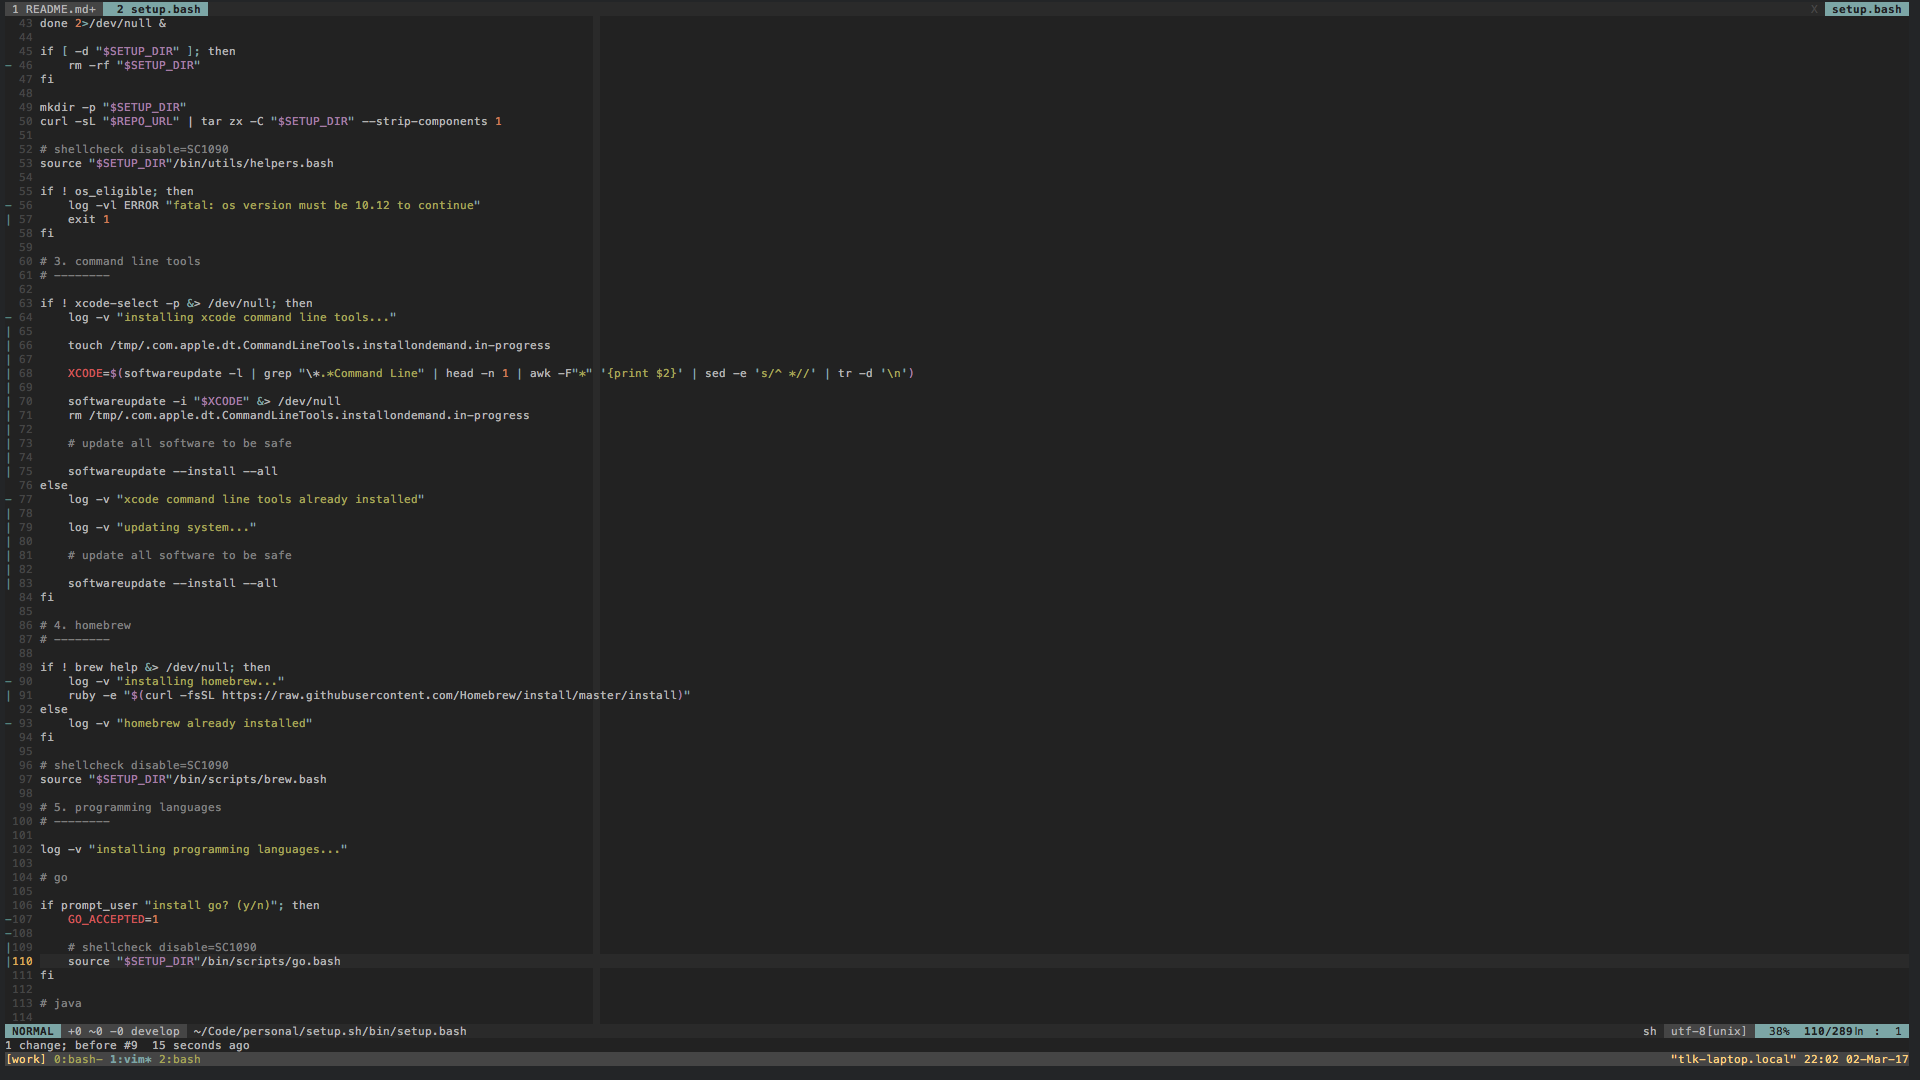 1 README.md+  2 setup.bash X setup.bash
43 done 2>/dev/null &
44
45 if [ -d "$SETUP_DIR" ]; then
- 46     rm -rf "$SETUP_DIR"
47 fi
48
49 mkdir -p "$SETUP_DIR"
50 curl -sL "$REPO_URL" | tar zx -C "$SETUP_DIR" --strip-components 1
51
52 # shellcheck disable=SC1090
53 source "$SETUP_DIR"/bin/utils/helpers.bash
54
55 if ! os_eligible; then
- 56     log -vl ERROR "fatal: os version must be 10.12 to continue"
| 57     exit 1
58 fi
59
60 # 3. command line tools
61 # --------
62
63 if ! xcode-select -p &> /dev/null; then
- 64     log -v "installing xcode command line tools..."
| 65
| 66     touch /tmp/.com.apple.dt.CommandLineTools.installondemand.in-progress
| 67
| 68     XCODE=$(softwareupdate -l | grep "\*.*Command Line" | head -n 1 | awk -F"*" '{print $2}' | sed -e 's/^ *//' | tr -d '\n')
| 69
| 70     softwareupdate -i "$XCODE" &> /dev/null
| 71     rm /tmp/.com.apple.dt.CommandLineTools.installondemand.in-progress
| 72
| 73     # update all software to be safe
| 74
| 75     softwareupdate --install --all
76 else
- 77     log -v "xcode command line tools already installed"
| 78
| 79     log -v "updating system..."
| 80
| 81     # update all software to be safe
| 82
| 83     softwareupdate --install --all
84 fi
85
86 # 4. homebrew
87 # --------
88
89 if ! brew help &> /dev/null; then
- 90     log -v "installing homebrew..."
| 91     ruby -e "$(curl -fsSL https://raw.githubusercontent.com/Homebrew/install/master/install)"
92 else
- 93     log -v "homebrew already installed"
94 fi
95
96 # shellcheck disable=SC1090
97 source "$SETUP_DIR"/bin/scripts/brew.bash
98
99 # 5. programming languages
100 # --------
101
102 log -v "installing programming languages..."
103
104 # go
105
106 if prompt_user "install go? (y/n)"; then
-107     GO_ACCEPTED=1
-108
|109     # shellcheck disable=SC1090
|110     source "$SETUP_DIR"/bin/scripts/go.bash
111 fi
112
113 # java
114
NORMAL  +0 ~0 -0 develop  ~/Code/personal/setup.sh/bin/setup.bash sh  utf-8[unix]  38%  110/289㏑ :  1
1 change; before #9  15 seconds ago
[work] 0:bash- 1:vim* 2:bash "tlk-laptop.local" 22:02 02-Mar-17